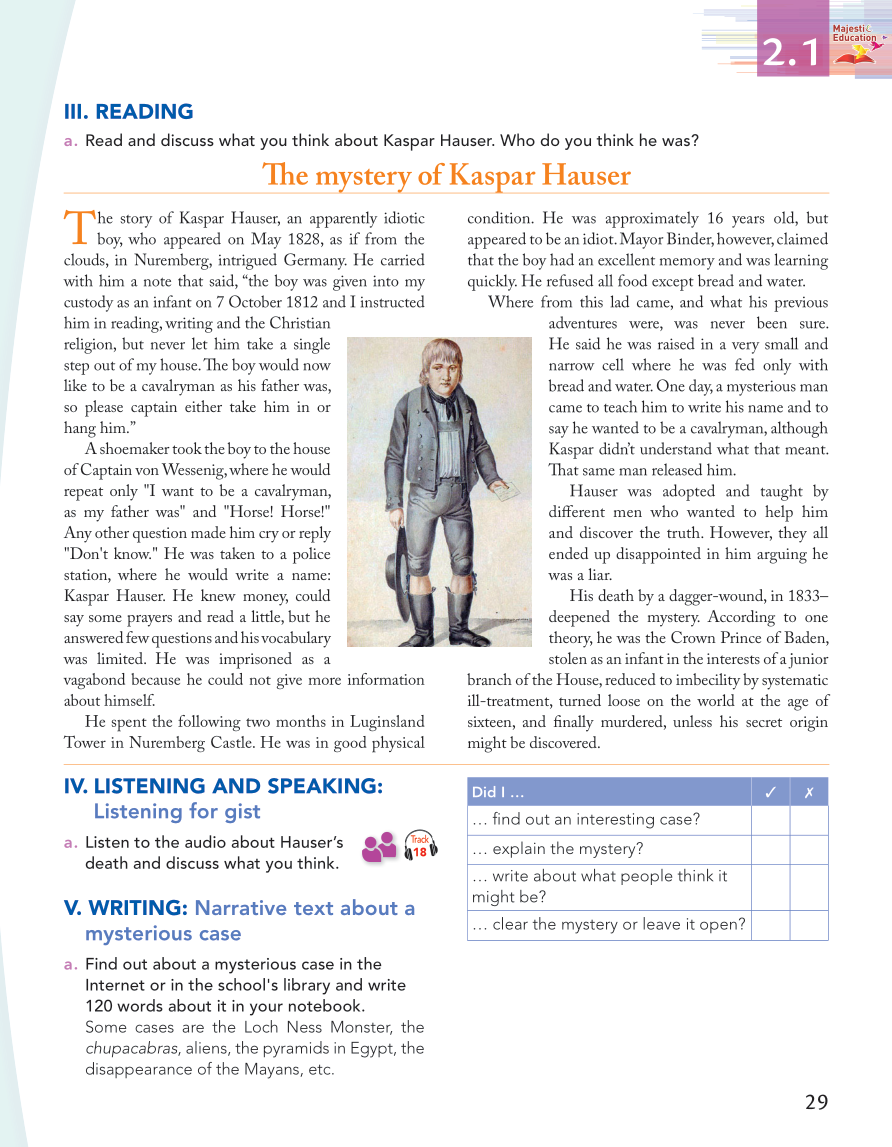 2.1
Majestic
Education
III. READING
a. Read and discuss what you think about Kaspar Hauser. Who do you think he was?
The mystery of Kaspar Hauser
The story of Kaspar Hauser, an apparently idiotic
boy, who appeared on May 1828, as if from the
clouds, in Nuremberg, intrigued Germany. He carried
with him a note that said, “the boy was given into my
custody as an infant on 7 October 1812 and I instructed
him in reading, writing and the Christian
religion, but never let him take a single
step out of my house. The boy would now
like to be a cavalryman as his father was,
so please captain either take him in or
hang him.”
A shoemaker took the boy to the house
of Captain von Wessenig, where he would
repeat only "I want to be a cavalryman,
as my father was" and "Horse! Horse!"
Any other question made him cry or reply
"Don't know." He was taken to a police
station, where he would write a name:
Kaspar Hauser. He knew money, could
say some prayers and read a little, but he
answered few questions and his vocabulary
was limited. He was imprisoned as a
vagabond because he could not give more information
about himself.
He spent the following two months in Luginsland
Tower in Nuremberg Castle. He was in good physical
condition. He was approximately 16 years old, but
appeared to be an idiot. Mayor Binder, however, claimed
that the boy had an excellent memory and was learning
quickly. He refused all food except bread and water.
Where from this lad came, and what his previous
adventures were, was never been sure.
He said he was raised in a very small and
narrow cell where he was fed only with
bread and water. One day, a mysterious man
came to teach him to write his name and to
say he wanted to be a cavalryman, although
Kaspar didn’t understand what that meant.
That same man released him.
Hauser was adopted and taught by
different men who wanted to help him
and discover the truth. However, they all
ended up disappointed in him arguing he
was a liar.
His death by a dagger-wound, in 1833–
deepened the mystery. According to one
theory, he was the Crown Prince of Baden,
stolen as an infant in the interests of a junior
branch of the House, reduced to imbecility by systematic
ill-treatment, turned loose on the world at the age of
sixteen, and finally murdered, unless his secret origin
might be discovered.
IV. LISTENING AND SPEAKING:
Listening for gist
a. Listen to the audio about Hauser’s
death and discuss what you think.
Track
18
V. WRITING: Narrative text about a
mysterious case
a. Find out about a mysterious case in the
Internet or in the school's library and write
120 words about it in your notebook.
Some cases are the Loch Ness Monster, the
chupacabras, aliens, the pyramids in Egypt, the
disappearance of the Mayans, etc.
Did I ... ✓ ✗
... find out an interesting case?
... explain the mystery?
... write about what people think it
might be?
... clear the mystery or leave it open?
29